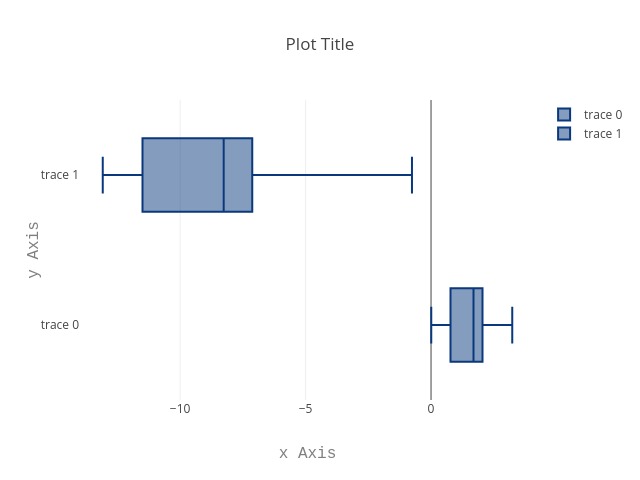 Plot Title
trace 0
trace 1
trace 1
y Axis
trace 0
−10
−5
0
x Axis